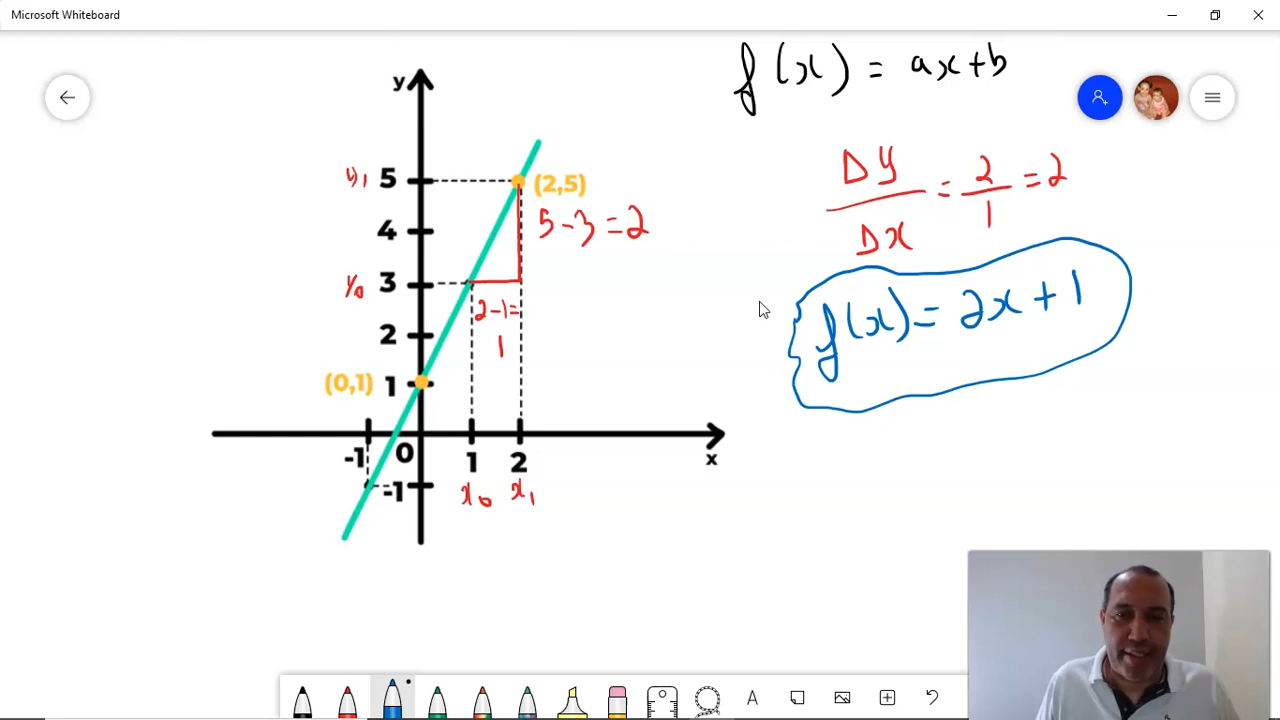 Microsoft Whiteboard
f(x) = ax+b
y
y₁ 5
(2,5)
5-3=2
4
y₀ 3
2-1=
1
2
(0,1) 1
-1 0 1 2 x
-1
x₀ x₁
Δy/Δx = 2/1 = 2
f(x) = 2x+1
A